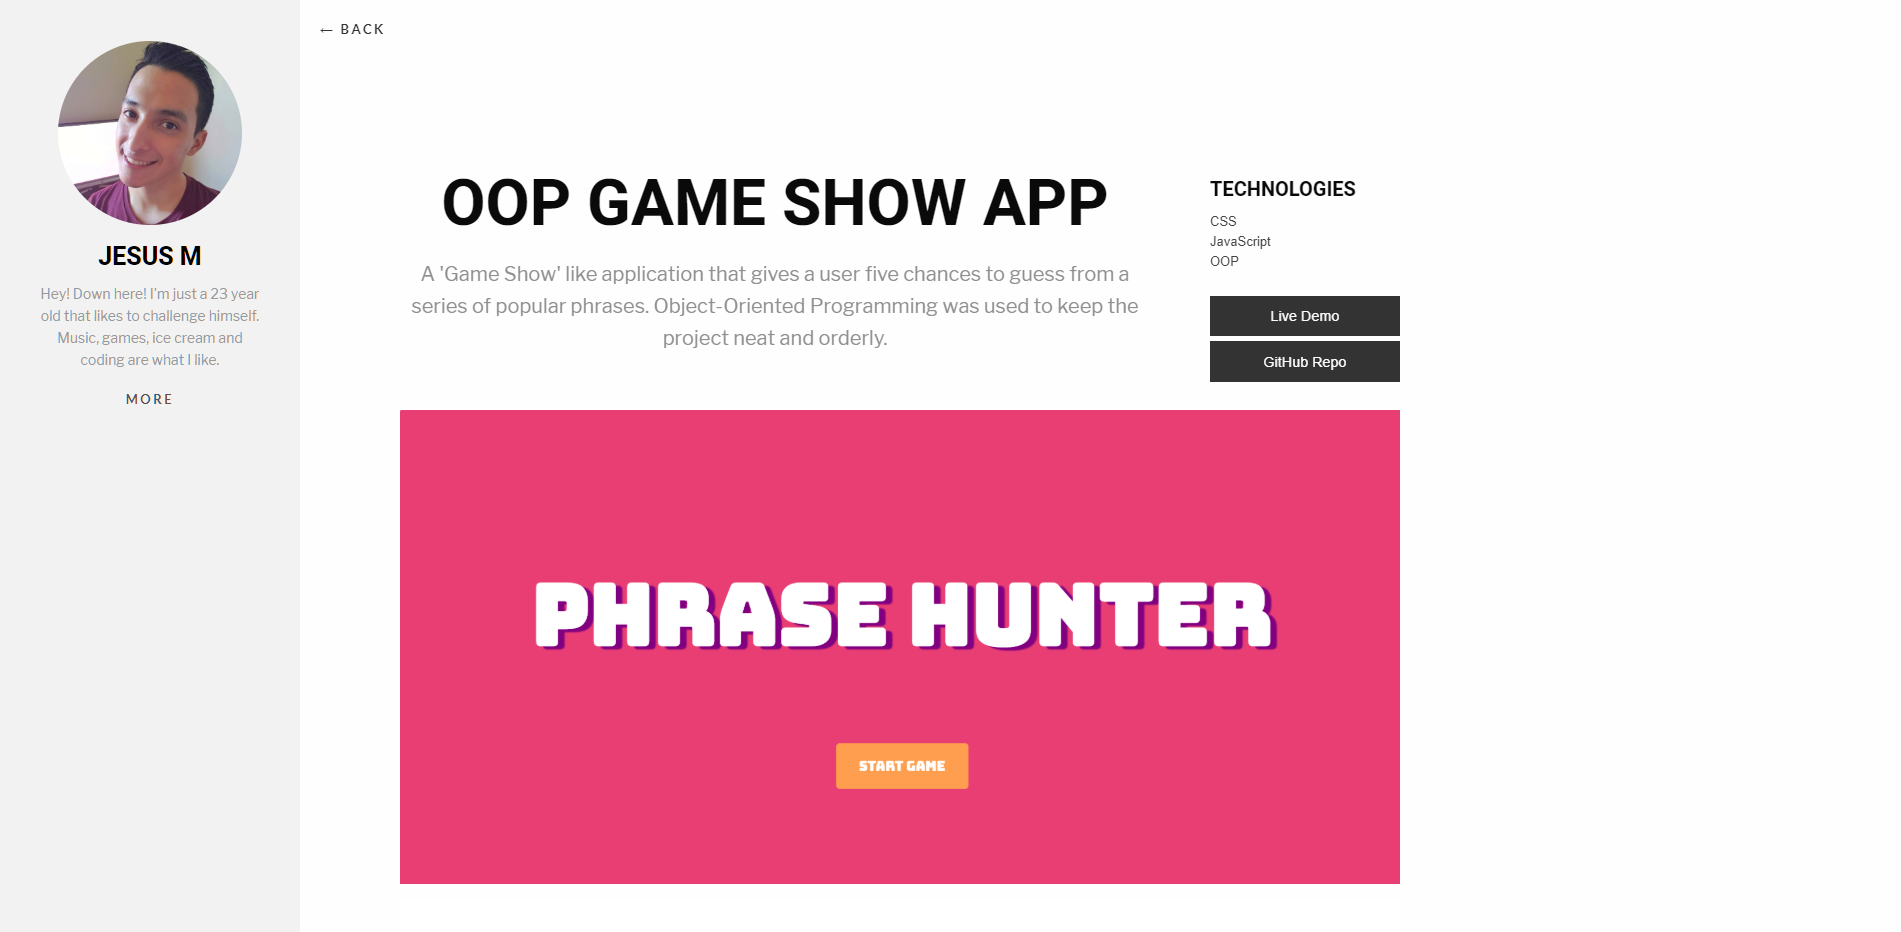 ← BACK
JESUS M
Hey! Down here! I'm just a 23 year
old that likes to challenge himself.
Music, games, ice cream and
coding are what I like.
MORE
OOP GAME SHOW APP
A 'Game Show' like application that gives a user five chances to guess from a
series of popular phrases. Object-Oriented Programming was used to keep the
project neat and orderly.
TECHNOLOGIES
CSS
JavaScript
OOP
Live Demo
GitHub Repo
PHRASE HUNTER
START GAME